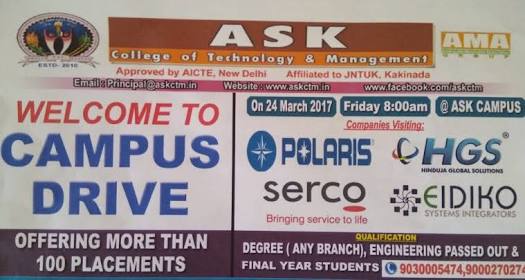 ASK
College of Technology & Management
Approved by AICTE, New Delhi Affiliated to JNTUK, Kakinada
AMA
ESTD- 2010
Email : Principal@askctm.in Website : www.askctm.in www.facebook.com/askctm
WELCOME TO
CAMPUS
DRIVE
OFFERING MORE THAN
100 PLACEMENTS
On 24 March 2017 Friday 8:00am @ ASK CAMPUS
Companies Visiting:
POLARIS
HGS
HINDUJA GLOBAL SOLUTIONS
serco
Bringing service to life
EIDIKO
SYSTEMS INTEGRATORS
QUALIFICATION
DEGREE ( ANY BRANCH), ENGINEERING PASSED OUT &
FINAL YEAR STUDENTS 9030005474,9000270274